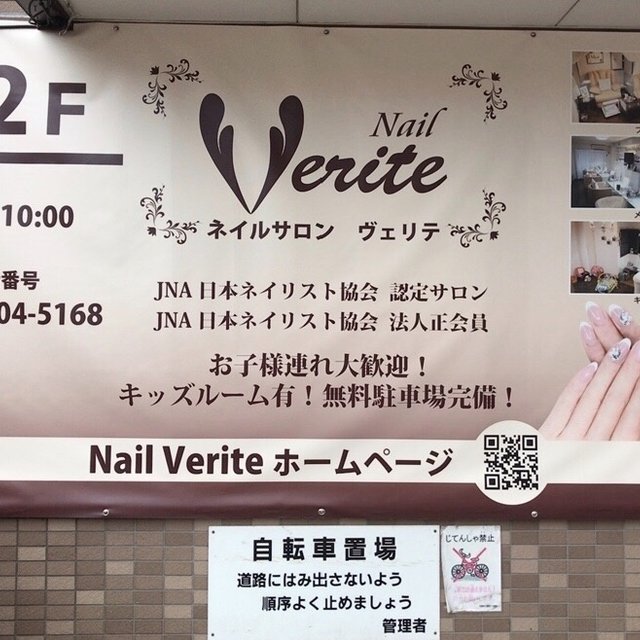 2F
10:00
番号
04-5168
Nail
Verite
ネイルサロン ヴェリテ
JNA 日本ネイリスト協会 認定サロン
JNA 日本ネイリスト協会 法人正会員
お子様連れ大歓迎！
キッズルーム有！無料駐車場完備！
Nail Verite ホームページ
自転車置場
道路にはみ出さないよう
順序よく止めましょう
管理者
じてんしゃ禁止